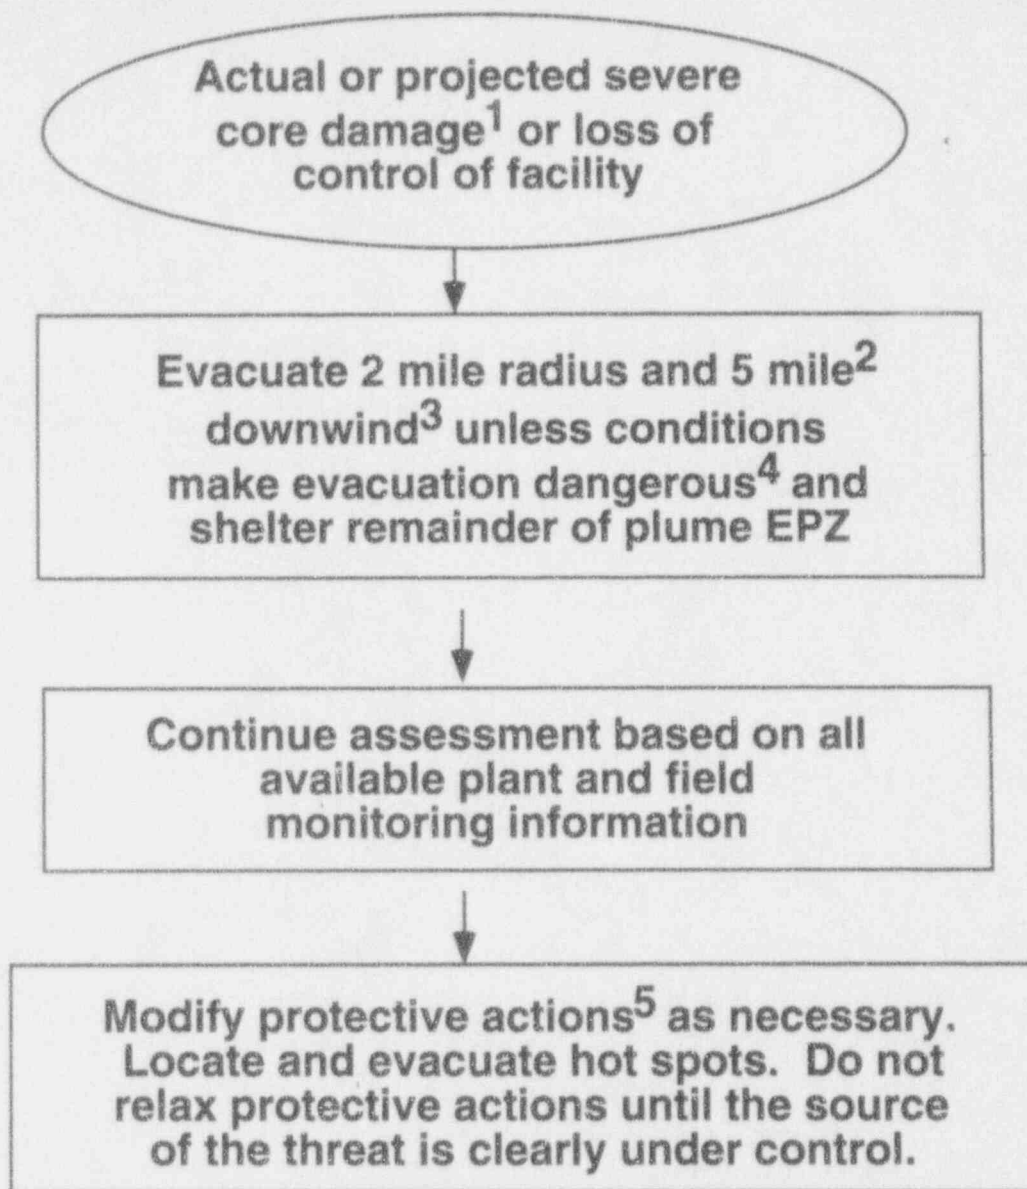 Actual or projected severe
core damage¹ or loss of
control of facility
Evacuate 2 mile radius and 5 mile²
downwind³ unless conditions
make evacuation dangerous⁴ and
shelter remainder of plume EPZ
Continue assessment based on all
available plant and field
monitoring information
Modify protective actions⁵ as necessary.
Locate and evacuate hot spots. Do not
relax protective actions until the source
of the threat is clearly under control.